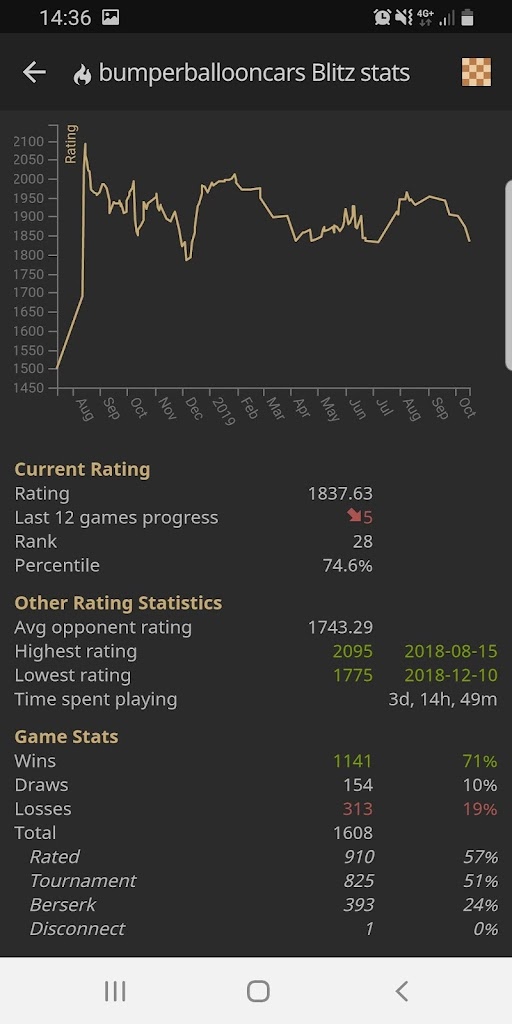 14:36
4G+
bumperballooncars Blitz stats
Rating
2100
2050
2000
1950
1900
1850
1800
1750
1700
1650
1600
1550
1500
1450
Aug Sep Oct Nov Dec 2019 Feb Mar Apr May Jun Jul Aug Sep Oct
Current Rating
Rating 1837.63
Last 12 games progress 5
Rank 28
Percentile 74.6%
Other Rating Statistics
Avg opponent rating 1743.29
Highest rating 2095 2018-08-15
Lowest rating 1775 2018-12-10
Time spent playing 3d, 14h, 49m
Game Stats
Wins 1141 71%
Draws 154 10%
Losses 313 19%
Total 1608
Rated 910 57%
Tournament 825 51%
Berserk 393 24%
Disconnect 1 0%